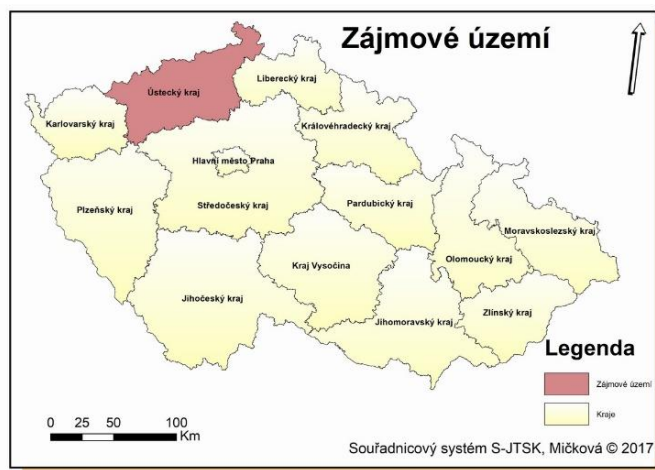 Zájmové území
Ústecký kraj
Liberecký kraj
Karlovarský kraj
Královéhradecký kraj
Hlavní město Praha
Plzeňský kraj
Středočeský kraj
Pardubický kraj
Moravskoslezský kraj
Olomoucký kraj
Kraj Vysočina
Jihočeský kraj
Zlínský kraj
Jihomoravský kraj
Legenda
Zájmové území
Kraje
0 25 50 100
Km
Souřadnicový systém S-JTSK, Mičková © 2017